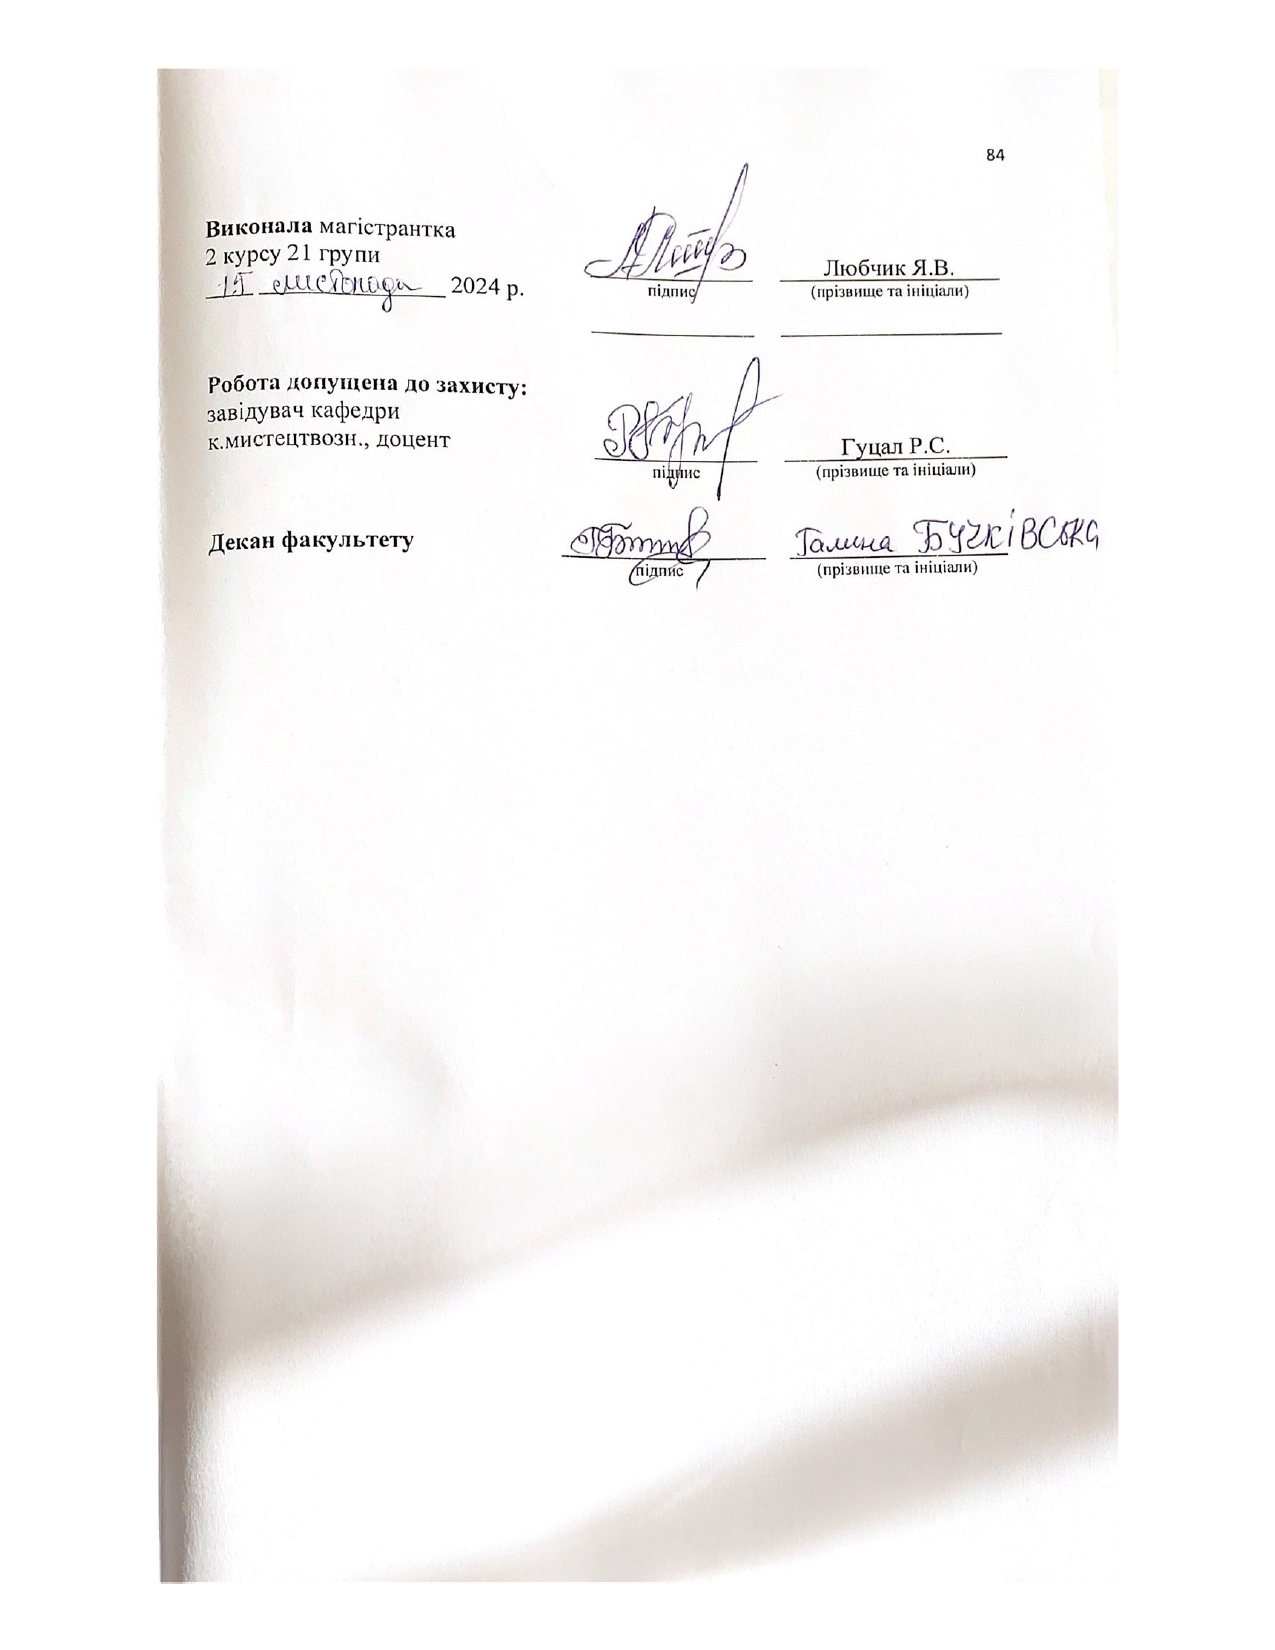 84
Виконала магістрантка
2 курсу 21 групи
15 листопада 2024 р.
Любчик Я.В.
підпис
(прізвище та ініціали)
Робота допущена до захисту:
завідувач кафедри
к.мистецтвозн., доцент
Гуцал Р.С.
підпис
(прізвище та ініціали)
Декан факультету
Галина БУЧКІВСЬКА
підпис
(прізвище та ініціали)